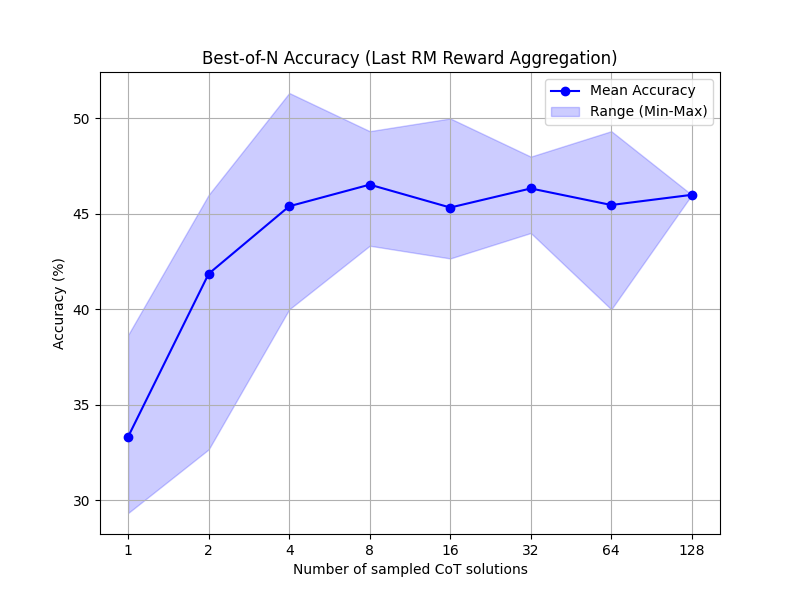 Best-of-N Accuracy (Last RM Reward Aggregation)
Mean Accuracy
Range (Min-Max)
Accuracy (%)
50
45
40
35
30
1 2 4 8 16 32 64 128
Number of sampled CoT solutions